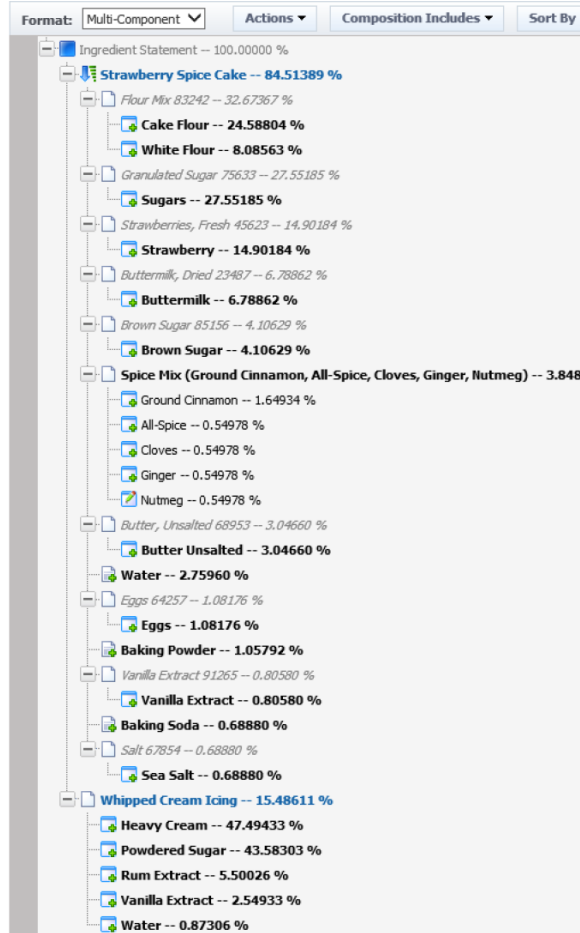 Format: Multi-Component Actions Composition Includes Sort By
Ingredient Statement -- 100.00000 %
Strawberry Spice Cake -- 84.51389 %
Flour Mix 83242 -- 32.67367 %
Cake Flour -- 24.58804 %
White Flour -- 8.08563 %
Granulated Sugar 75633 -- 27.55185 %
Sugars -- 27.55185 %
Strawberries, Fresh 45623 -- 14.90184 %
Strawberry -- 14.90184 %
Buttermilk, Dried 23487 -- 6.78862 %
Buttermilk -- 6.78862 %
Brown Sugar 85156 -- 4.10629 %
Brown Sugar -- 4.10629 %
Spice Mix (Ground Cinnamon, All-Spice, Cloves, Ginger, Nutmeg) -- 3.848
Ground Cinnamon -- 1.64934 %
All-Spice -- 0.54978 %
Cloves -- 0.54978 %
Ginger -- 0.54978 %
Nutmeg -- 0.54978 %
Butter, Unsalted 68953 -- 3.04660 %
Butter Unsalted -- 3.04660 %
Water -- 2.75960 %
Eggs 64257 -- 1.08176 %
Eggs -- 1.08176 %
Baking Powder -- 1.05792 %
Vanilla Extract 91265 -- 0.80580 %
Vanilla Extract -- 0.80580 %
Baking Soda -- 0.68880 %
Salt 67854 -- 0.68880 %
Sea Salt -- 0.68880 %
Whipped Cream Icing -- 15.48611 %
Heavy Cream -- 47.49433 %
Powdered Sugar -- 43.58303 %
Rum Extract -- 5.50026 %
Vanilla Extract -- 2.54933 %
Water -- 0.87306 %